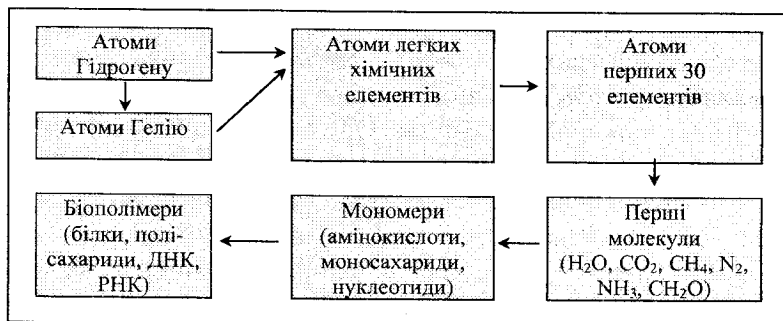 Атоми
Гідрогену
Атоми Гелію
Атоми легких
хімічних
елементів
Атоми
перших 30
елементів
Біополімери
(білки, полі-
сахариди, ДНК,
РНК)
Мономери
(амінокислоти,
моносахариди,
нуклеотиди)
Перші
молекули
(H₂O, CO₂, CH₄, N₂,
NH₃, CH₂O)